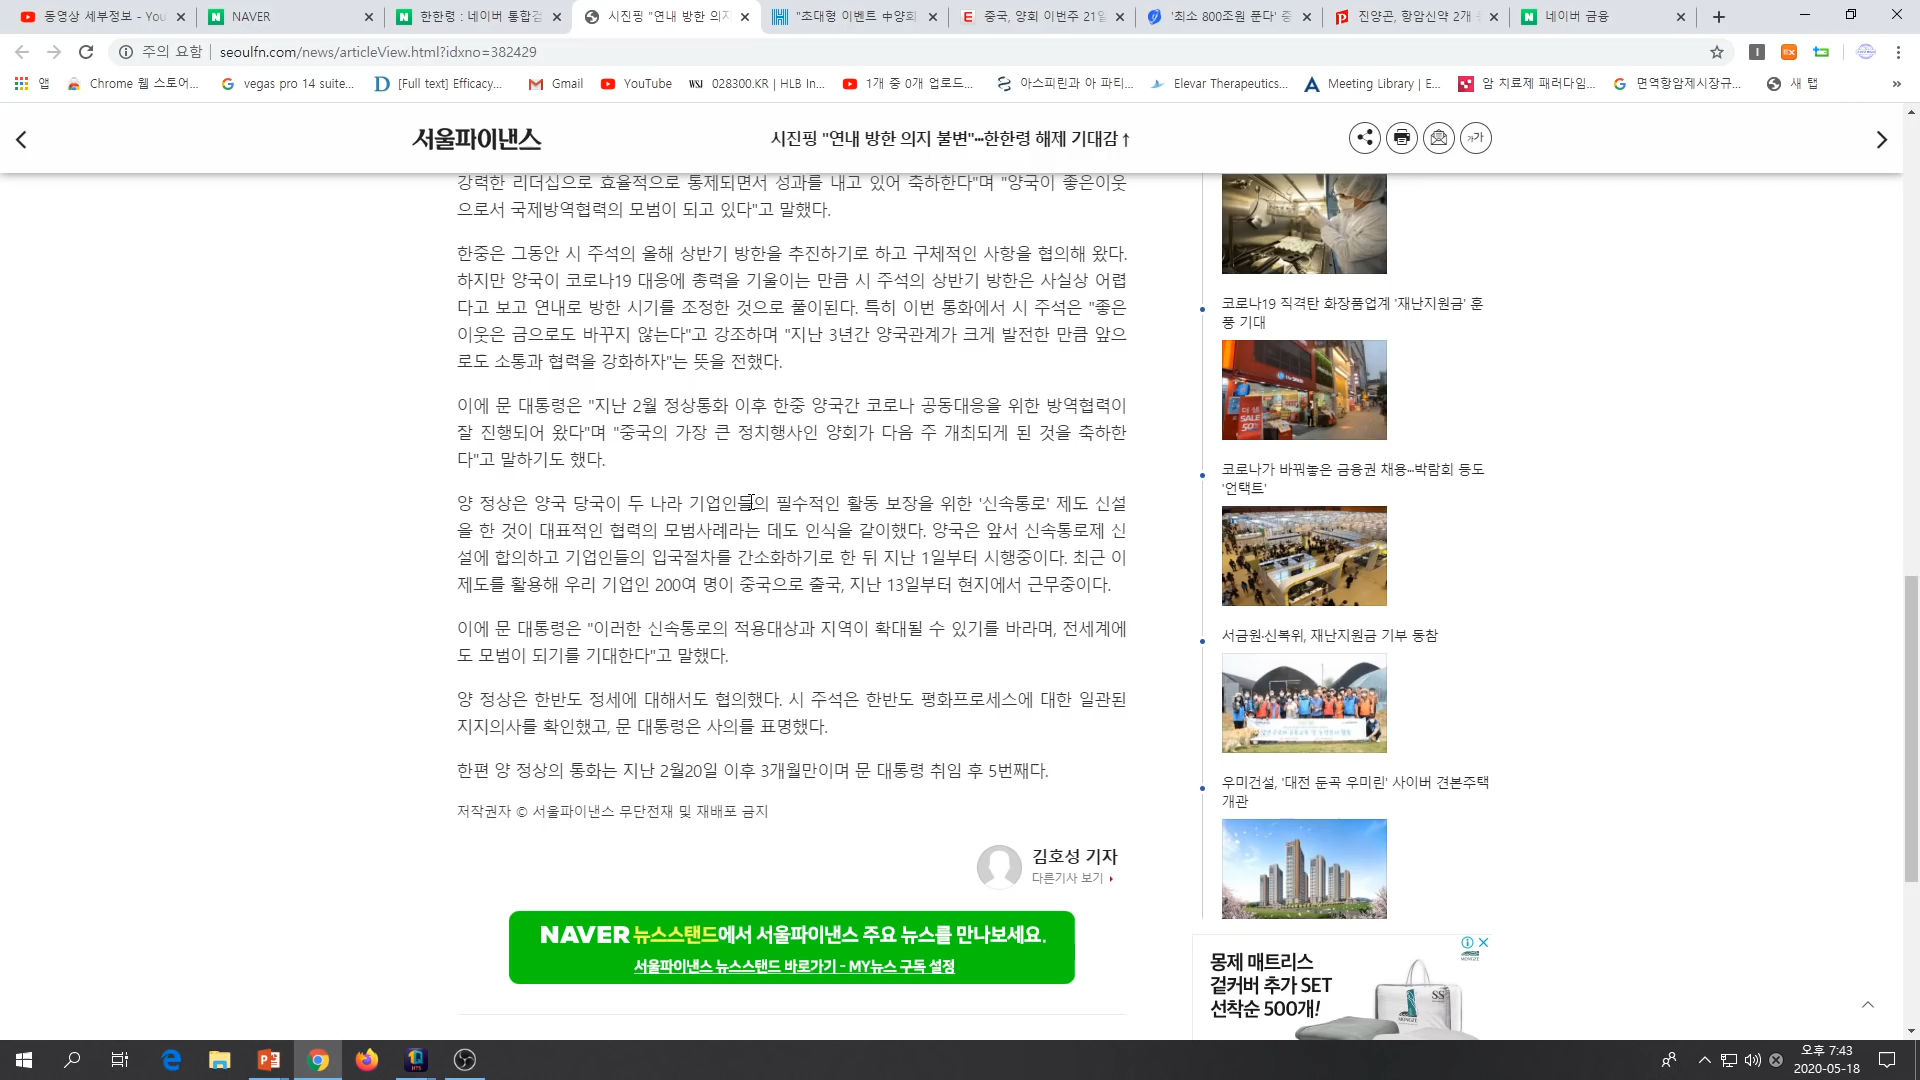 동영상 세부정보 - You
NAVER
한한령 : 네이버 통합검
시진핑 "연내 방한 의지
"초대형 이벤트 中양회
중국, 양회 이번주 21일
'최소 800조원 푼다' 중
진양곤, 항암신약 2개
네이버 금융
주의 요함
seoulfn.com/news/articleView.html?idxno=382429
앱
Chrome 웹 스토어...
vegas pro 14 suite...
[Full text] Efficacy...
Gmail
YouTube
WSJ 028300.KR | HLB In...
1개 중 0개 업로드...
아스피린과 아 파티...
Elevar Therapeutics...
Meeting Library | E...
암 치료제 패러다임...
면역항암제시장규...
새 탭
서울파이낸스
시진핑 "연내 방한 의지 불변"…한한령 해제 기대감↑
가가
강력한 리더십으로 효율적으로 통제되면서 성과를 내고 있어 축하한다"며 "양국이 좋은이웃
으로서 국제방역협력의 모범이 되고 있다"고 말했다.
한중은 그동안 시 주석의 올해 상반기 방한을 추진하기로 하고 구체적인 사항을 협의해 왔다.
하지만 양국이 코로나19 대응에 총력을 기울이는 만큼 시 주석의 상반기 방한은 사실상 어렵
다고 보고 연내로 방한 시기를 조정한 것으로 풀이된다. 특히 이번 통화에서 시 주석은 "좋은
이웃은 금으로도 바꾸지 않는다"고 강조하며 "지난 3년간 양국관계가 크게 발전한 만큼 앞으
로도 소통과 협력을 강화하자"는 뜻을 전했다.
이에 문 대통령은 "지난 2월 정상통화 이후 한중 양국간 코로나 공동대응을 위한 방역협력이
잘 진행되어 왔다"며 "중국의 가장 큰 정치행사인 양회가 다음 주 개최되게 된 것을 축하한
다"고 말하기도 했다.
양 정상은 양국 당국이 두 나라 기업인들의 필수적인 활동 보장을 위한 '신속통로' 제도 신설
을 한 것이 대표적인 협력의 모범사례라는 데도 인식을 같이했다. 양국은 앞서 신속통로제 신
설에 합의하고 기업인들의 입국절차를 간소화하기로 한 뒤 지난 1일부터 시행중이다. 최근 이
제도를 활용해 우리 기업인 200여 명이 중국으로 출국, 지난 13일부터 현지에서 근무중이다.
이에 문 대통령은 "이러한 신속통로의 적용대상과 지역이 확대될 수 있기를 바라며, 전세계에
도 모범이 되기를 기대한다"고 말했다.
양 정상은 한반도 정세에 대해서도 협의했다. 시 주석은 한반도 평화프로세스에 대한 일관된
지지의사를 확인했고, 문 대통령은 사의를 표명했다.
한편 양 정상의 통화는 지난 2월20일 이후 3개월만이며 문 대통령 취임 후 5번째다.
저작권자 © 서울파이낸스 무단전재 및 재배포 금지
김호성 기자
다른기사 보기
NAVER 뉴스스탠드에서 서울파이낸스 주요 뉴스를 만나보세요.
서울파이낸스 뉴스스탠드 바로가기 - MY뉴스 구독 설정
코로나19 직격탄 화장품업계 '재난지원금' 훈
풍 기대
SALE
50%
코로나가 바꿔놓은 금융권 채용…박람회 등도
'언택트'
서금원·신복위, 재난지원금 기부 동참
우미건설, '대전 둔곡 우미린' 사이버 견본주택
개관
몽제 매트리스
겉커버 추가 SET
선착순 500개!
MONGZE
SS
오후 7:43
2020-05-18